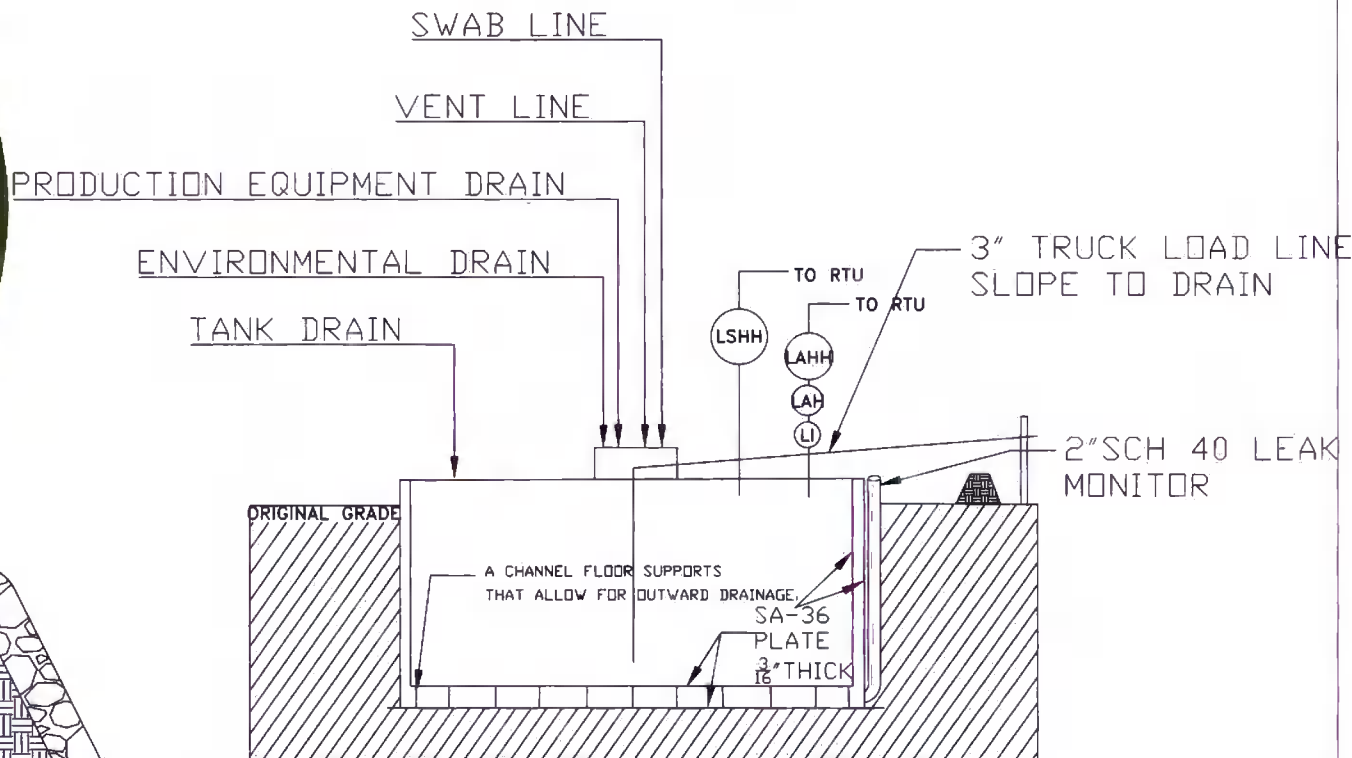 SWAB LINE
VENT LINE
PRODUCTION EQUIPMENT DRAIN
ENVIRONMENTAL DRAIN
TANK DRAIN
TO RTU
TO RTU
3" TRUCK LOAD LINE
SLOPE TO DRAIN
LSHH
LAHH
LAH
LI
2"SCH 40 LEAK
MONITOR
ORIGINAL GRADE
A CHANNEL FLOOR SUPPORTS
THAT ALLOW FOR OUTWARD DRAINAGE.
SA-36
PLATE
3/16"THICK